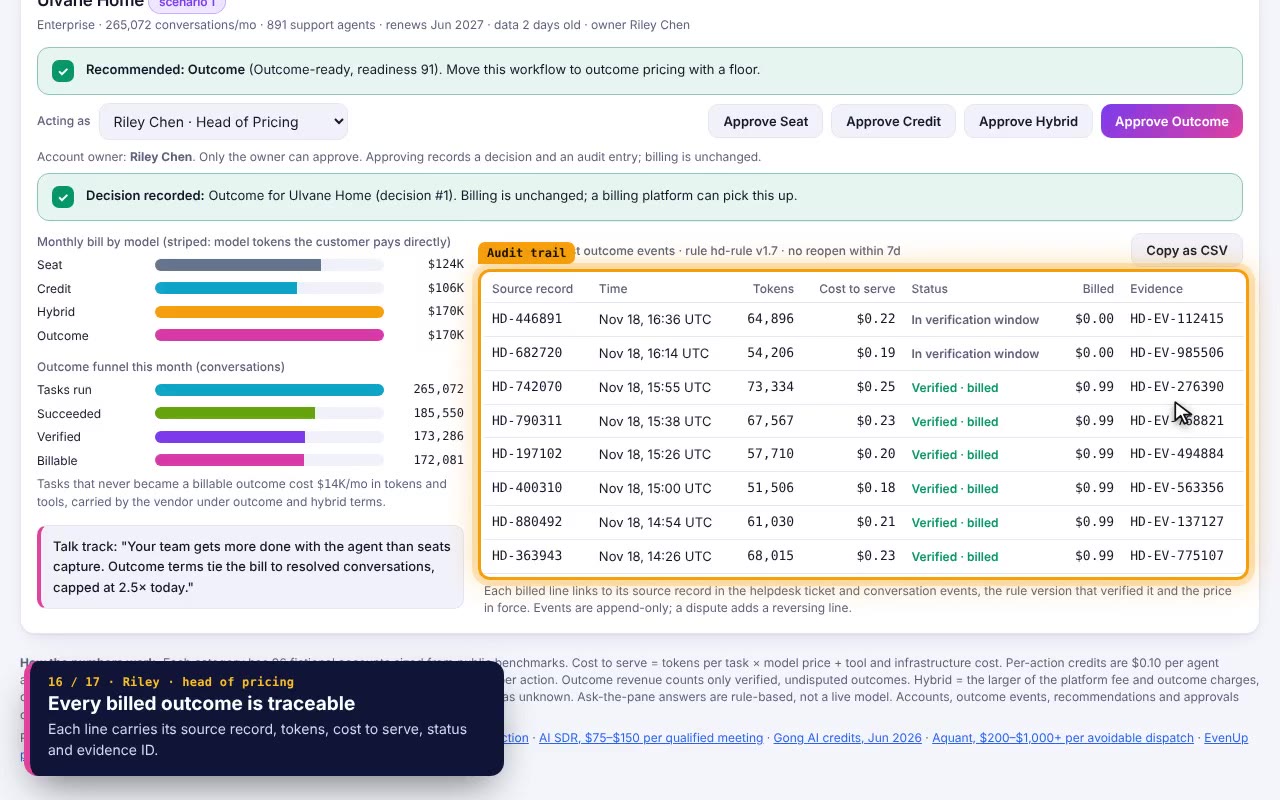 Ulvane Home scenario 1
Enterprise · 265,072 conversations/mo · 891 support agents · renews Jun 2027 · data 2 days old · owner Riley Chen
Recommended: Outcome (Outcome-ready, readiness 91). Move this workflow to outcome pricing with a floor.
Acting as Riley Chen · Head of Pricing Approve Seat Approve Credit Approve Hybrid Approve Outcome
Account owner: Riley Chen. Only the owner can approve. Approving records a decision and an audit entry; billing is unchanged.
Decision recorded: Outcome for Ulvane Home (decision #1). Billing is unchanged; a billing platform can pick this up.
Monthly bill by model (striped: model tokens the customer pays directly)
Seat $124K
Credit $106K
Hybrid $170K
Outcome $170K
Outcome funnel this month (conversations)
Tasks run 265,072
Succeeded 185,550
Verified 173,286
Billable 172,081
Tasks that never became a billable outcome cost $14K/mo in tokens and
tools, carried by the vendor under outcome and hybrid terms.
Talk track: "Your team gets more done with the agent than seats
capture. Outcome terms tie the bill to resolved conversations,
capped at 2.5× today."
Audit trail outcome events · rule hd-rule v1.7 · no reopen within 7d Copy as CSV
Source record Time Tokens Cost to serve Status Billed Evidence
HD-446891 Nov 18, 16:36 UTC 64,896 $0.22 In verification window $0.00 HD-EV-112415
HD-682720 Nov 18, 16:14 UTC 54,206 $0.19 In verification window $0.00 HD-EV-985506
HD-742070 Nov 18, 15:55 UTC 73,334 $0.25 Verified · billed $0.99 HD-EV-276390
HD-790311 Nov 18, 15:38 UTC 67,567 $0.23 Verified · billed $0.99
HD-197102 Nov 18, 15:26 UTC 57,710 $0.20 Verified · billed $0.99 HD-EV-494884
HD-400310 Nov 18, 15:00 UTC 51,506 $0.18 Verified · billed $0.99 HD-EV-563356
HD-880492 Nov 18, 14:54 UTC 61,030 $0.21 Verified · billed $0.99 HD-EV-137127
HD-363943 Nov 18, 14:26 UTC 68,015 $0.23 Verified · billed $0.99 HD-EV-775107
Each billed line links to its source record in the helpdesk ticket and conversation events, the rule version that verified it and the price
in force. Events are append-only; a dispute adds a reversing line.
benchmarks. Cost to serve = tokens per task × model price + tool and infrastructure cost. Per-action credits are $0.10 per agent
per action. Outcome revenue counts only verified, undisputed outcomes. Hybrid = the larger of the platform fee and outcome charges,
as unknown. Ask-the-pane answers are rule-based, not a live model. Accounts, outcome events, recommendations and approvals
· AI SDR, $75–$150 per qualified meeting · Gong AI credits, Jun 2026 · Aquant, $200–$1,000+ per avoidable dispatch · EvenUp
16 / 17 · Riley · head of pricing
Every billed outcome is traceable
Each line carries its source record, tokens, cost to serve, status
and evidence ID.